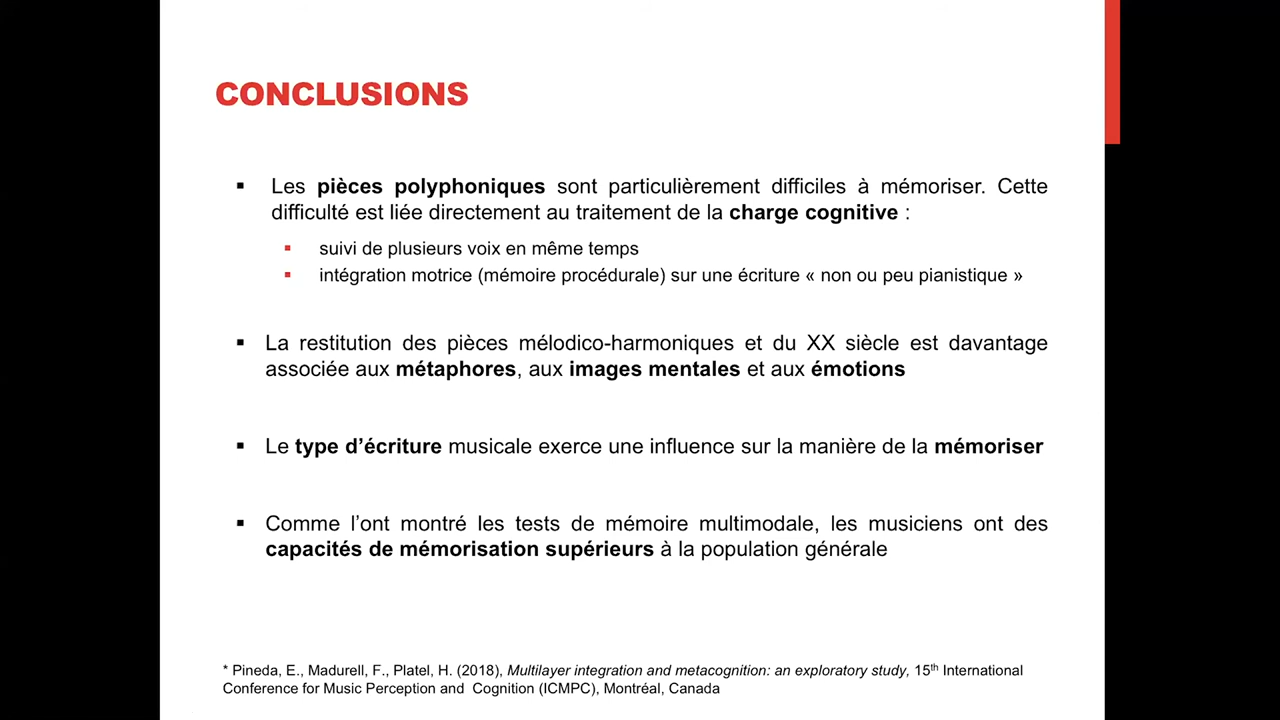 CONCLUSIONS
▪ Les pièces polyphoniques sont particulièrement difficiles à mémoriser. Cette
difficulté est liée directement au traitement de la charge cognitive :
▪ suivi de plusieurs voix en même temps
▪ intégration motrice (mémoire procédurale) sur une écriture « non ou peu pianistique »
▪ La restitution des pièces mélodico-harmoniques et du XX siècle est davantage
associée aux métaphores, aux images mentales et aux émotions
▪ Le type d’écriture musicale exerce une influence sur la manière de la mémoriser
▪ Comme l’ont montré les tests de mémoire multimodale, les musiciens ont des
capacités de mémorisation supérieurs à la population générale
* Pineda, E., Madurell, F., Platel, H. (2018), Multilayer integration and metacognition: an exploratory study, 15th International
Conference for Music Perception and Cognition (ICMPC), Montréal, Canada